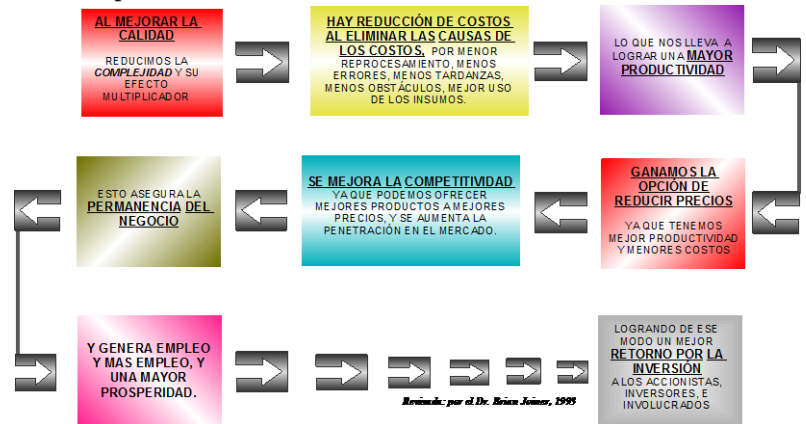 AL MEJORAR LA
CALIDAD
REDUCIMOS LA
COMPLEJIDAD Y SU
EFECTO
MULTIPLICADOR
HAY REDUCCIÓN DE COSTOS
AL ELIMINAR LAS CAUSAS DE
LOS COSTOS, POR MENOR
REPROCESAMIENTO, MENOS
ERRORES, MENOS TARDANZAS,
MENOS OBSTÁCULOS, MEJOR USO
DE LOS INSUMOS.
LO QUE NOS LLEVA A
LOGRAR UNA MAYOR
PRODUCTIVIDAD
GANAMOS LA
OPCIÓN DE
REDUCIR PRECIOS
YA QUE TENEMOS
MEJOR PRODUCTIVIDAD
Y MENORES COSTOS
SE MEJORA LA COMPETITIVIDAD
YA QUE PODEMOS OFRECER
MEJORES PRODUCTOS A MEJORES
PRECIOS, Y SE AUMENTA LA
PENETRACIÓN EN EL MERCADO.
ESTO ASEGURA LA
PERMANENCIA DEL
NEGOCIO
Y GENERA EMPLEO
Y MAS EMPLEO, Y
UNA MAYOR
PROSPERIDAD.
LOGRANDO DE ESE
MODO UN MEJOR
RETORNO POR LA
INVERSIÓN
A LOS ACCIONISTAS,
INVERSORES, E
INVOLUCRADOS
por el Dr. Brian Joiner, 1993